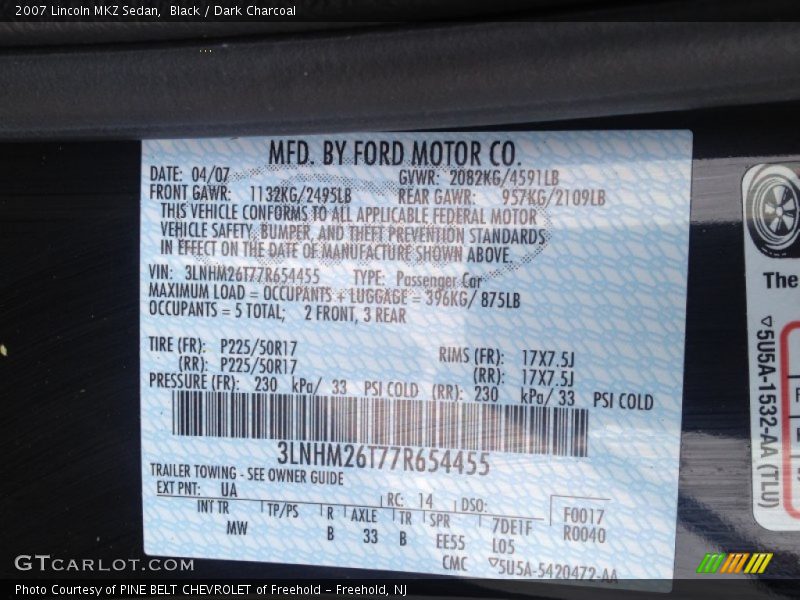 2007 Lincoln MKZ Sedan,  Black / Dark Charcoal
MFD. BY FORD MOTOR CO.
DATE: 04/07 GVWR: 2082KG/4591LB
FRONT GAWR: 1132KG/2495LB REAR GAWR: 957KG/2109LB
THIS VEHICLE CONFORMS TO ALL APPLICABLE FEDERAL MOTOR
VEHICLE SAFETY, BUMPER, AND THEFT PREVENTION STANDARDS
IN EFFECT ON THE DATE OF MANUFACTURE SHOWN ABOVE.
VIN: 3LNHM26T77R654455 TYPE: Passenger Car
MAXIMUM LOAD = OCCUPANTS + LUGGAGE = 396KG/ 875LB
OCCUPANTS = 5 TOTAL; 2 FRONT, 3 REAR
TIRE (FR): P225/50R17 RIMS (FR): 17X7.5J
(RR): P225/50R17 (RR): 17X7.5J
PRESSURE (FR): 230 kPa/ 33 PSI COLD (RR): 230 kPa/ 33 PSI COLD
3LNHM26T77R654455
TRAILER TOWING - SEE OWNER GUIDE
EXT PNT: UA RC: 14 DSO:
INT TR TP/PS R AXLE TR SPR 7DE1F F0017
MW B 33 B EE55 L05 R0040
CMC ▽5U5A-5420472-AA
The
▽5U5A-1532-AA (TLU)
GTCARLOT.COM
Photo Courtesy of PINE BELT CHEVROLET of Freehold - Freehold, NJ